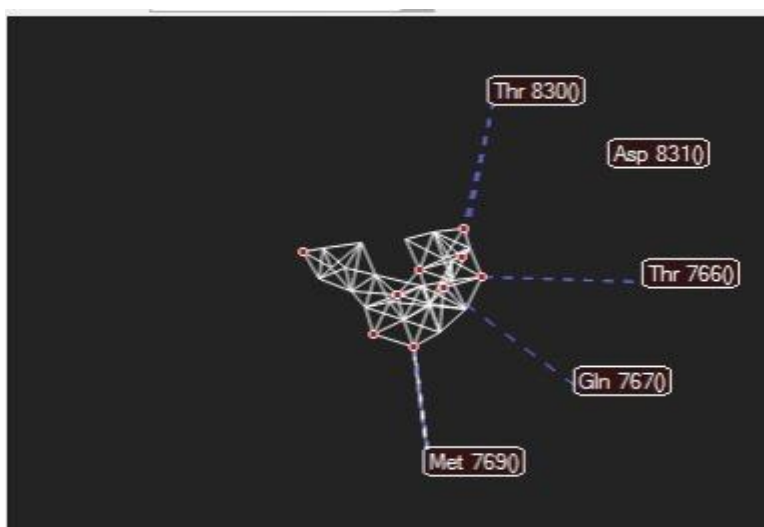 Thr 830()
Asp 831()
Thr 766()
Gln 767()
Met 769()